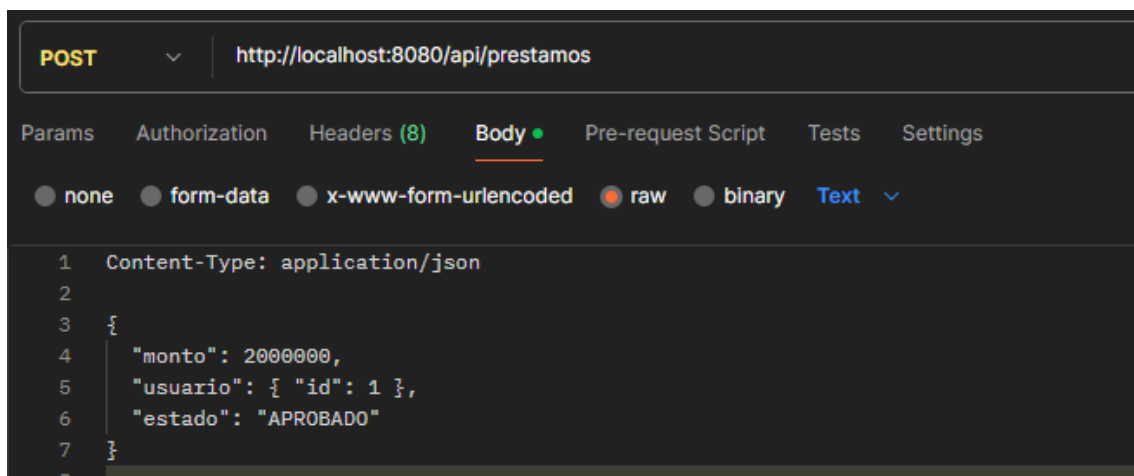 POST http://localhost:8080/api/prestamos
Params Authorization Headers (8) Body Pre-request Script Tests Settings
none form-data x-www-form-urlencoded raw binary Text
1 Content-Type: application/json
2
3 {
4 "monto": 2000000,
5 "usuario": { "id": 1 },
6 "estado": "APROBADO"
7 }